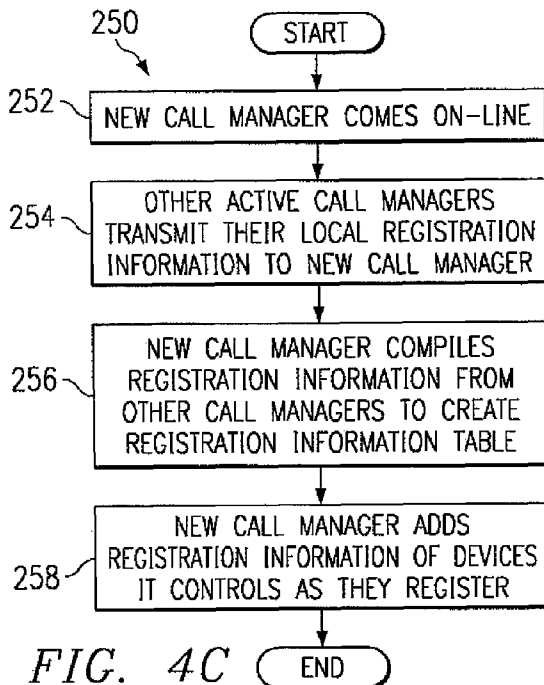 250
START
252
NEW CALL MANAGER COMES ON-LINE
254
OTHER ACTIVE CALL MANAGERS
TRANSMIT THEIR LOCAL REGISTRATION
INFORMATION TO NEW CALL MANAGER
256
NEW CALL MANAGER COMPILES
REGISTRATION INFORMATION FROM
OTHER CALL MANAGERS TO CREATE
REGISTRATION INFORMATION TABLE
258
NEW CALL MANAGER ADDS
REGISTRATION INFORMATION OF DEVICES
IT CONTROLS AS THEY REGISTER
FIG. 4C
END